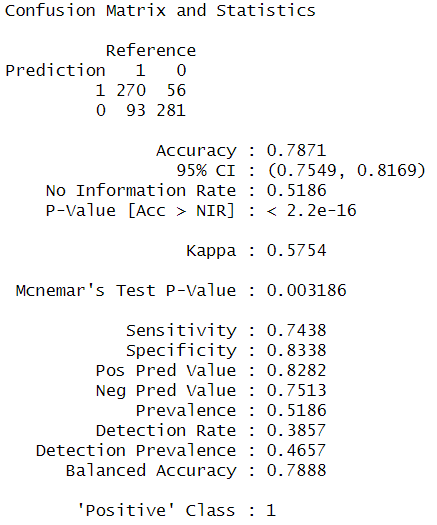 Confusion Matrix and Statistics
Reference
Prediction 1 0
1 270 56
0 93 281
Accuracy : 0.7871
95% CI : (0.7549, 0.8169)
No Information Rate : 0.5186
P-Value [Acc > NIR] : < 2.2e-16
Kappa : 0.5754
Mcnemar's Test P-Value : 0.003186
Sensitivity : 0.7438
Specificity : 0.8338
Pos Pred Value : 0.8282
Neg Pred Value : 0.7513
Prevalence : 0.5186
Detection Rate : 0.3857
Detection Prevalence : 0.4657
Balanced Accuracy : 0.7888
'Positive' Class : 1